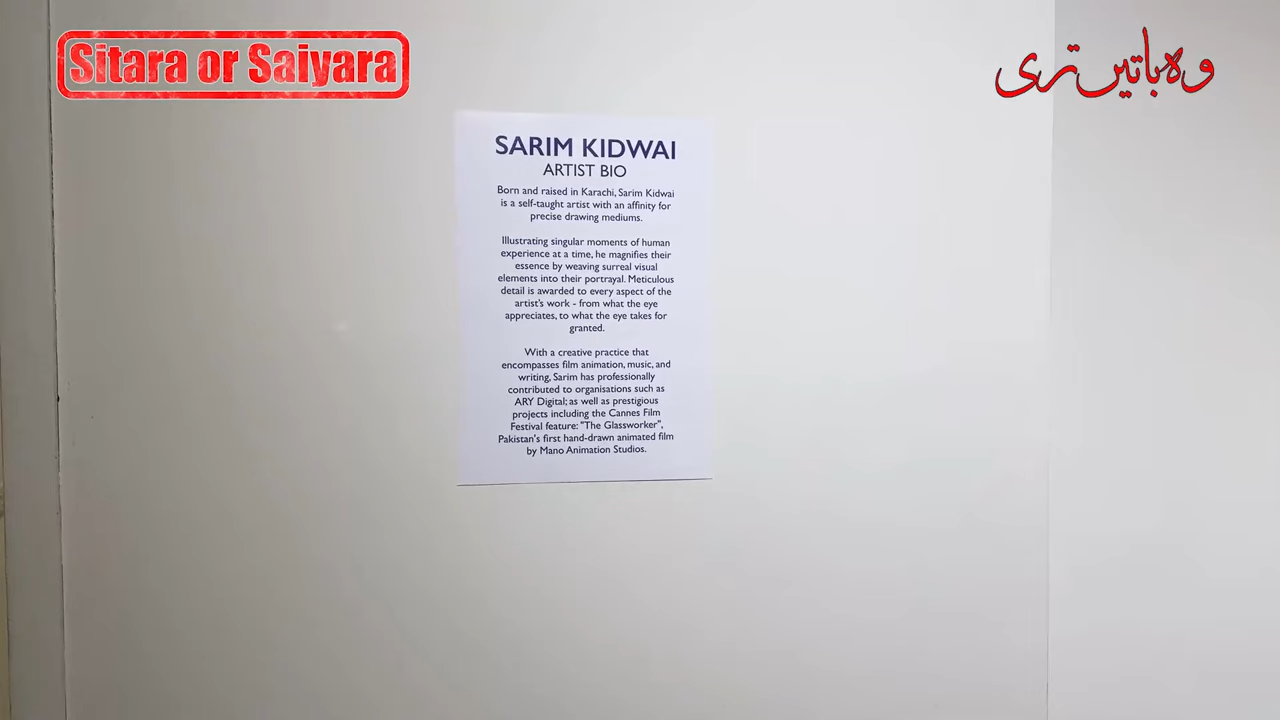 Sitara or Saiyara
وہ باتیں تری
SARIM KIDWAI
ARTIST BIO
Born and raised in Karachi, Sarim Kidwai
is a self-taught artist with an affinity for
precise drawing mediums.
Illustrating singular moments of human
experience at a time, he magnifies their
essence by weaving surreal visual
elements into their portrayal. Meticulous
detail is awarded to every aspect of the
artist's work - from what the eye
appreciates, to what the eye takes for
granted.
With a creative practice that
encompasses film animation, music, and
writing, Sarim has professionally
contributed to organisations such as
ARY Digital; as well as prestigious
projects including the Cannes Film
Festival feature: "The Glassworker",
Pakistan's first hand-drawn animated film
by Mano Animation Studios.